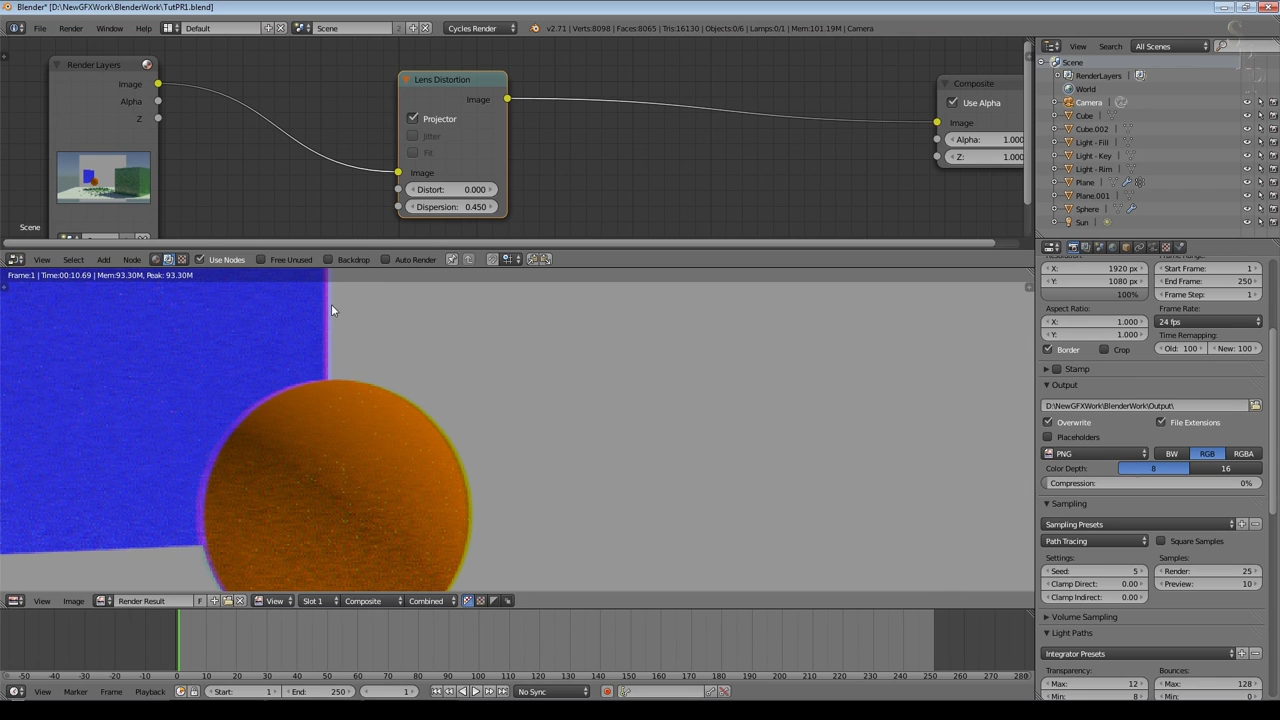 Blender* [D:\NewGFXWork\BlenderWork\TutPR1.blend]
File Render Window Help Default Scene 2 Cycles Render v2.71 | Verts:8098 | Faces:8065 | Tris:16130 | Objects:0/6 | Lamps:0/1 | Mem:101.19M | Camera
Render Layers
Image
Alpha
Z
Scene
Lens Distortion
Image
Projector
Jitter
Fit
Image
Distort: 0.000
Dispersion: 0.450
Composite
Use Alpha
Image
Alpha: 1.000
Z: 1.000
View Select Add Node Use Nodes Free Unused Backdrop Auto Render
Frame:1 | Time:00:10.69 | Mem:93.30M, Peak: 93.30M
View Image Render Result F View Slot 1 Composite Combined
-50 -40 -30 -20 -10 0 10 20 30 40 50 60 70 80 90 100 110 120 130 140 150 160 170 180 190 200 210 220 230 240 250 260 270 280
View Marker Frame Playback Start: 1 End: 250 1 No Sync
View Search All Scenes
Scene
RenderLayers
World
Camera
Cube
Cube.002
Light - Fill
Light - Key
Light - Rim
Plane
Plane.001
Sphere
Sun
X: 1920 px Start Frame: 1
Y: 1080 px End Frame: 250
100% Frame Step: 1
Aspect Ratio: Frame Rate:
X: 1.000 24 fps
Y: 1.000 Time Remapping:
Border Crop Old: 100 New: 100
Stamp
Output
D:\NewGFXWork\BlenderWork\Output\
Overwrite File Extensions
Placeholders
PNG BW RGB RGBA
Color Depth: 8 16
Compression: 0%
Sampling
Sampling Presets
Path Tracing Square Samples
Settings: Samples:
Seed: 5 Render: 25
Clamp Direct: 0.00 Preview: 10
Clamp Indirect: 0.00
Volume Sampling
Light Paths
Integrator Presets
Transparency: Bounces:
Max: 12 Max: 128
Min: 8 Min: 0